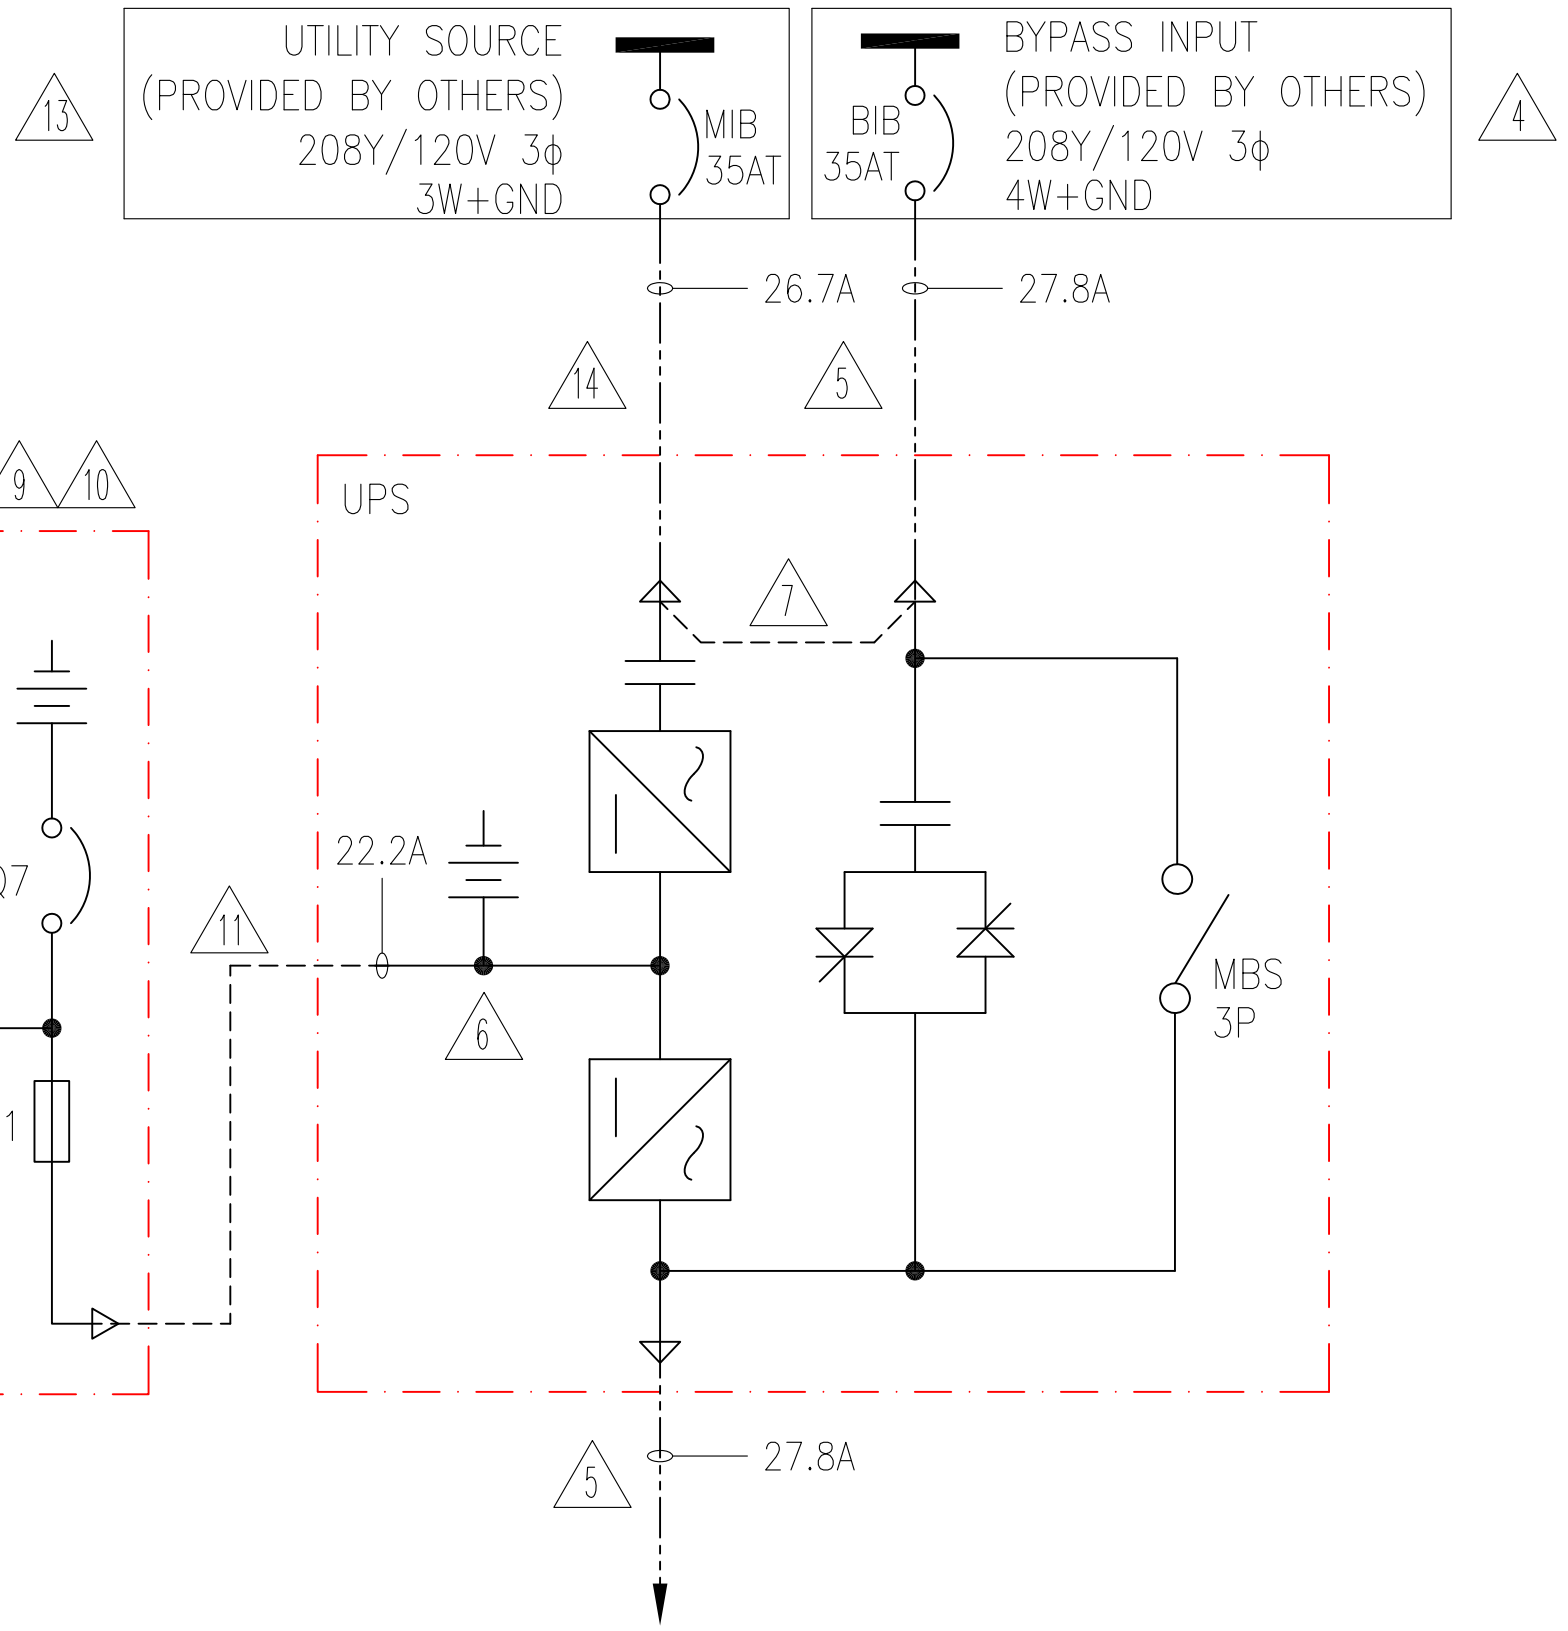 UTILITY SOURCE
(PROVIDED BY OTHERS)
208Y/120V 3ϕ
3W+GND
MIB
35AT
BIB
35AT
BYPASS INPUT
(PROVIDED BY OTHERS)
208Y/120V 3ϕ
4W+GND
13
4
26.7A
27.8A
14
5
9
10
UPS
7
22.2A
Q7
11
6
MBS
3P
1
5
27.8A